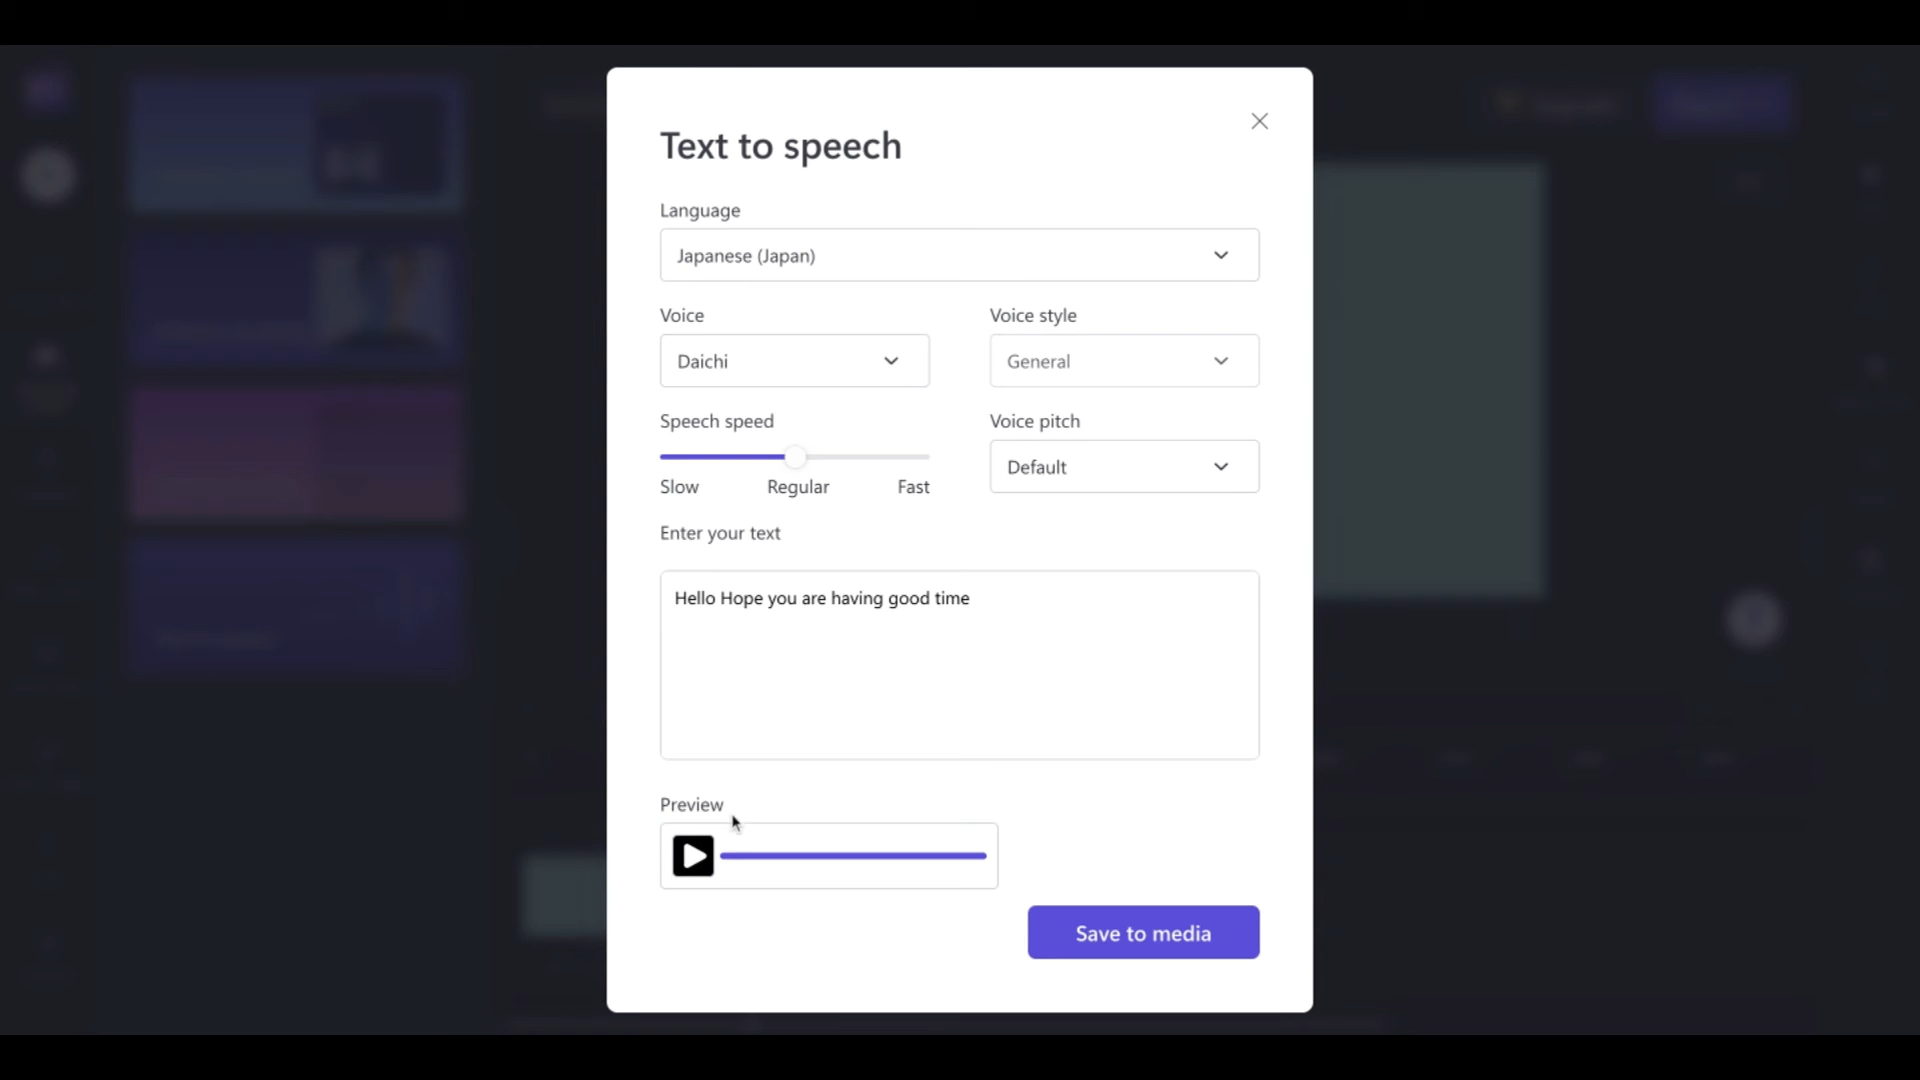 Text to speech
Language
Japanese (Japan)
Voice
Voice style
Daichi
General
Speech speed
Voice pitch
Default
Slow
Regular
Fast
Enter your text
Hello Hope you are having good time
Preview
Save to media